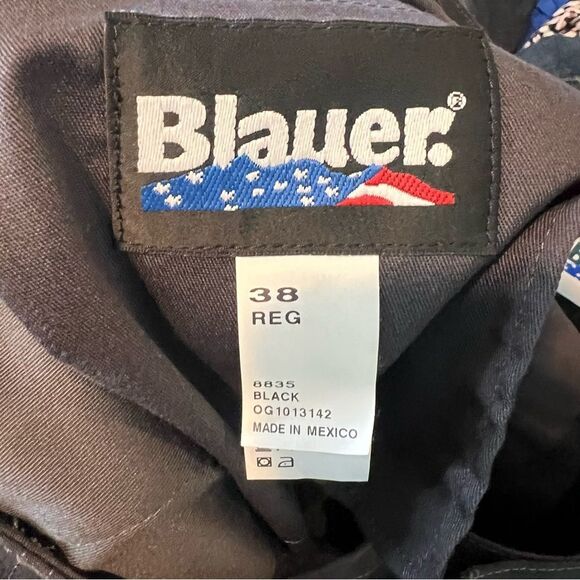 Blauer.®
38
REG
8835
BLACK
OG1013142
MADE IN MEXICO